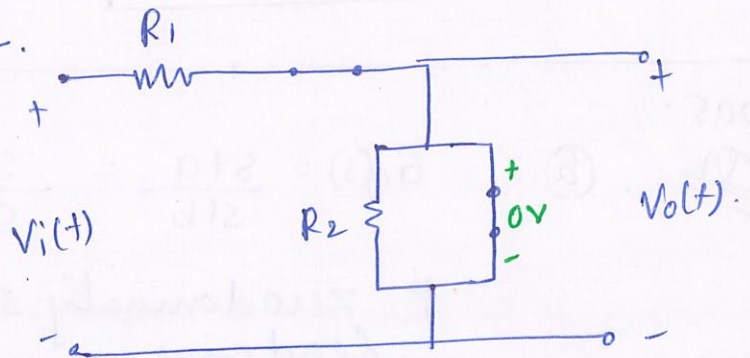 R1
+ +
+
R2 0V Vo(t).
Vi(t)
-
- -